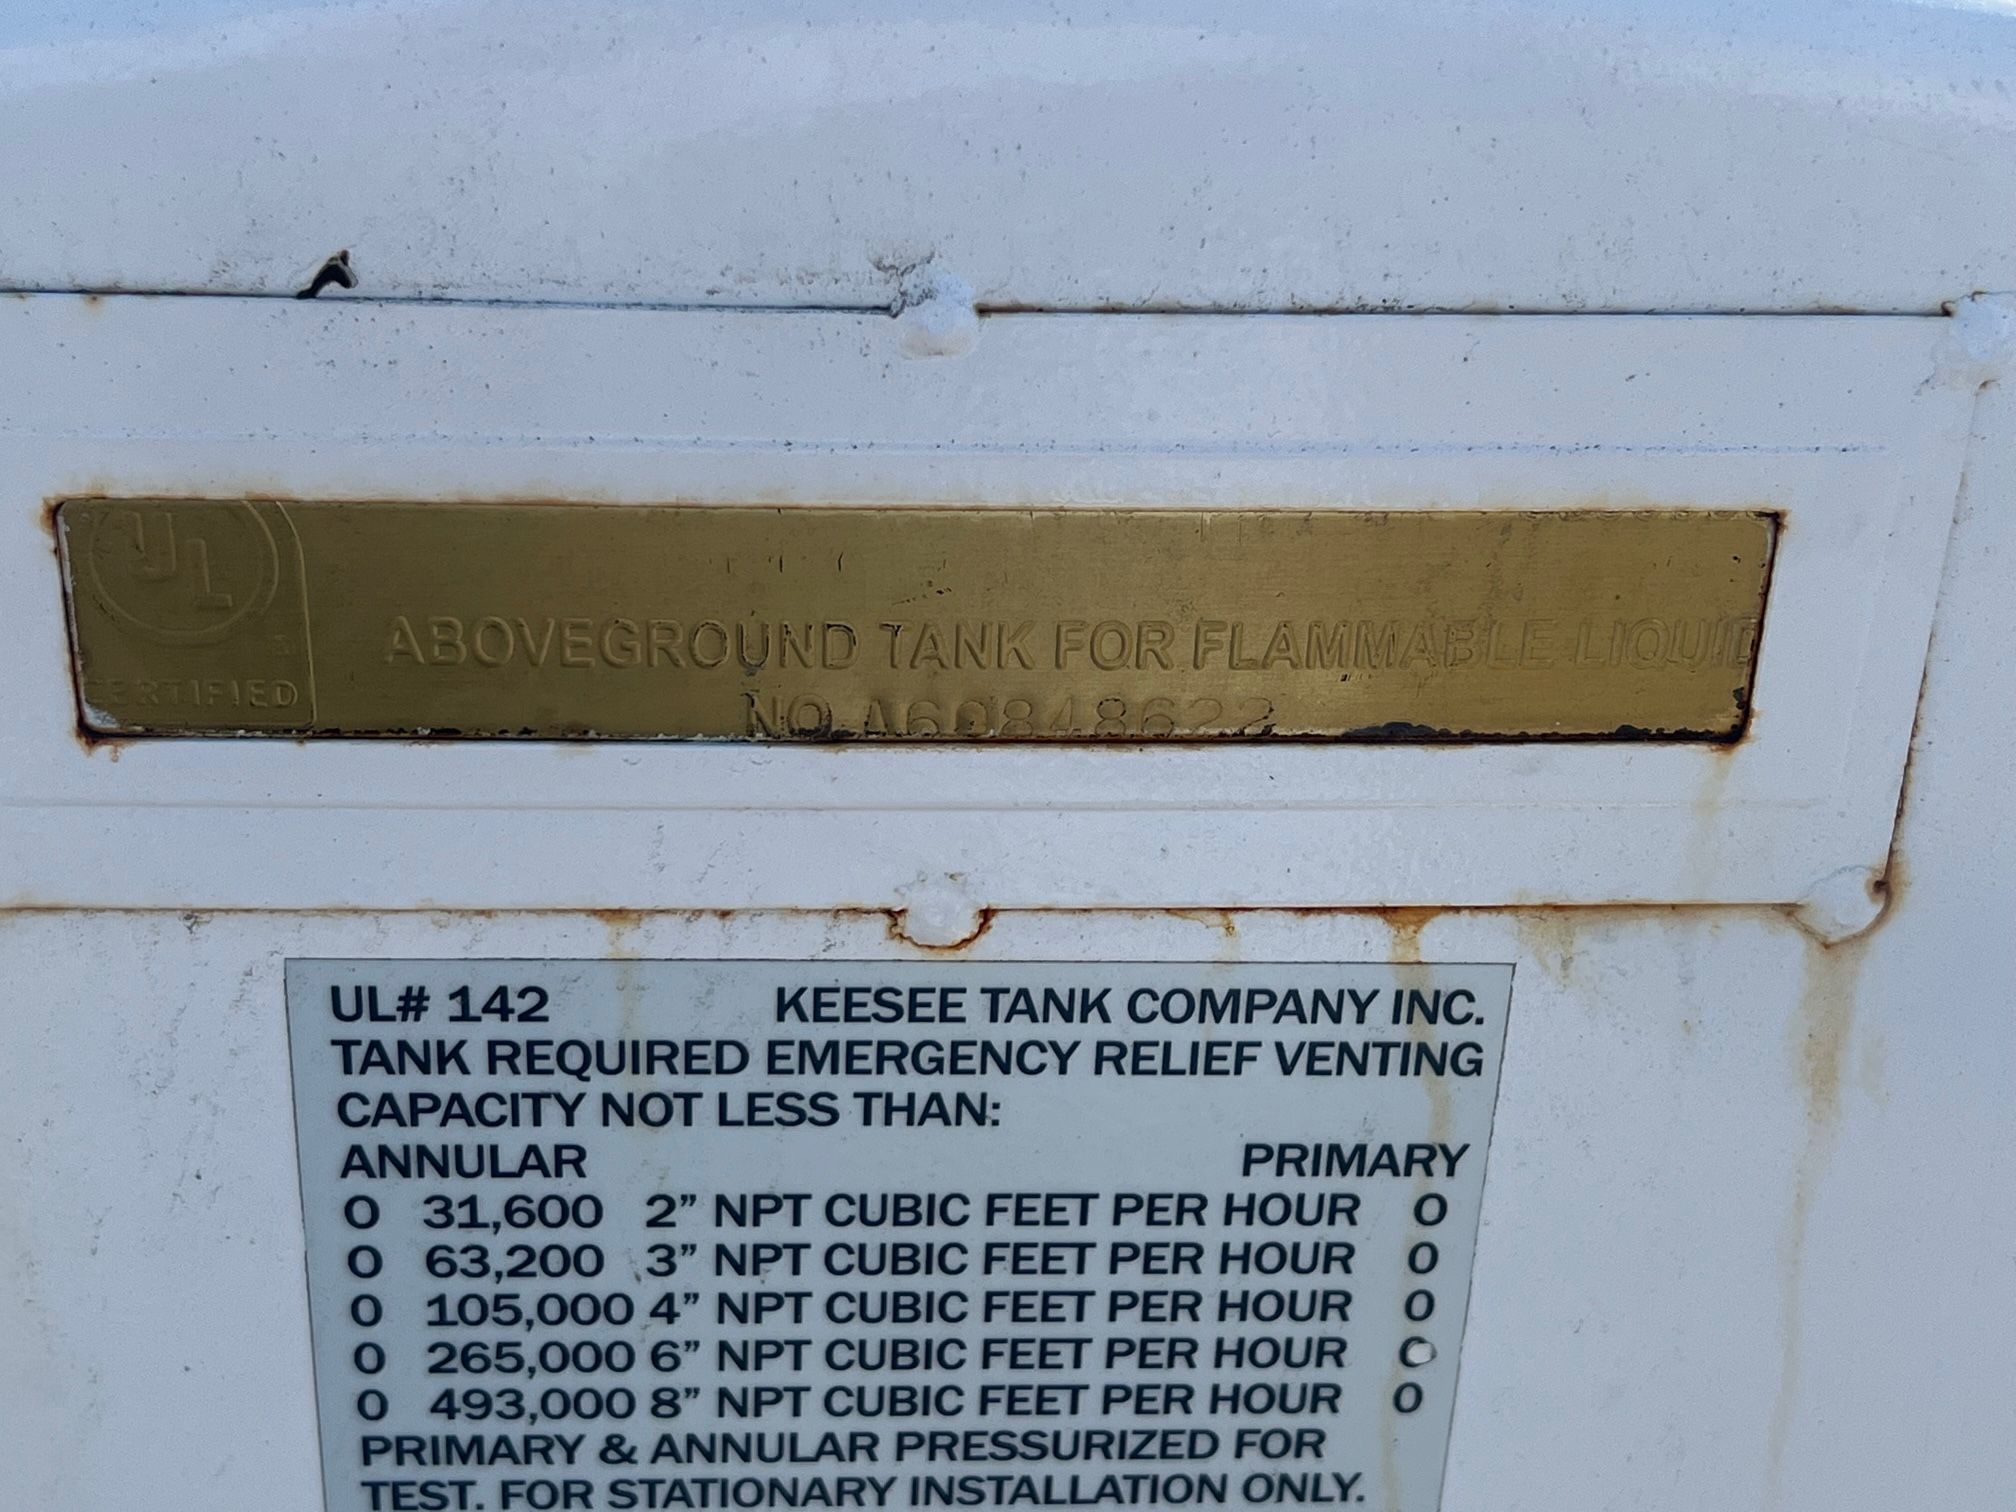 UL
CERTIFIED
ABOVEGROUND TANK FOR FLAMMABLE LIQUID
NO. A60848622
UL# 142 KEESEE TANK COMPANY INC.
TANK REQUIRED EMERGENCY RELIEF VENTING
CAPACITY NOT LESS THAN:
ANNULAR PRIMARY
O 31,600 2” NPT CUBIC FEET PER HOUR O
O 63,200 3” NPT CUBIC FEET PER HOUR O
O 105,000 4” NPT CUBIC FEET PER HOUR O
O 265,000 6” NPT CUBIC FEET PER HOUR O
O 493,000 8” NPT CUBIC FEET PER HOUR O
PRIMARY & ANNULAR PRESSURIZED FOR
TEST. FOR STATIONARY INSTALLATION ONLY.